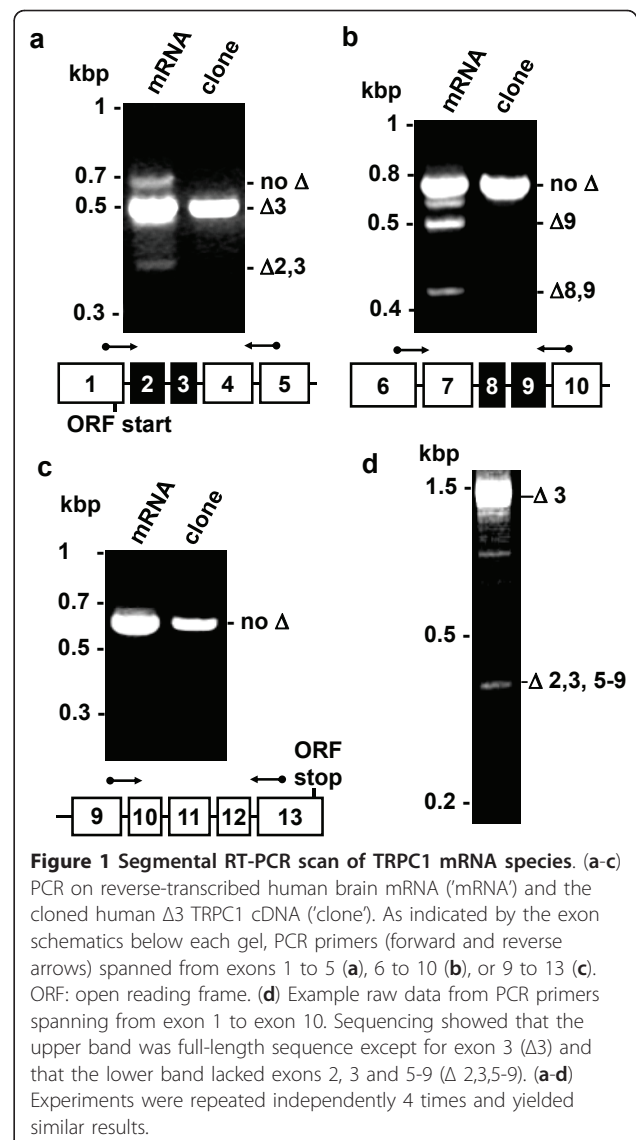 a
kbp
mRNA
clone
1
0.7
0.5
0.3
no Δ
Δ3
Δ2,3
1 2 3 4 5
ORF start
b
kbp
mRNA
clone
1
0.8
0.5
0.4
no Δ
Δ9
Δ8,9
6 7 8 9 10
c
kbp
mRNA
clone
1
0.7
0.5
0.3
no Δ
ORF
stop
9 10 11 12 13
d
kbp
1.5
0.5
0.2
Δ 3
Δ 2,3, 5-9
Figure 1 Segmental RT-PCR scan of TRPC1 mRNA species. (a-c)
PCR on reverse-transcribed human brain mRNA ('mRNA') and the
cloned human Δ3 TRPC1 cDNA ('clone'). As indicated by the exon
schematics below each gel, PCR primers (forward and reverse
arrows) spanned from exons 1 to 5 (a), 6 to 10 (b), or 9 to 13 (c).
ORF: open reading frame. (d) Example raw data from PCR primers
spanning from exon 1 to exon 10. Sequencing showed that the
upper band was full-length sequence except for exon 3 (Δ3) and
that the lower band lacked exons 2, 3 and 5-9 (Δ 2,3,5-9). (a-d)
Experiments were repeated independently 4 times and yielded
similar results.